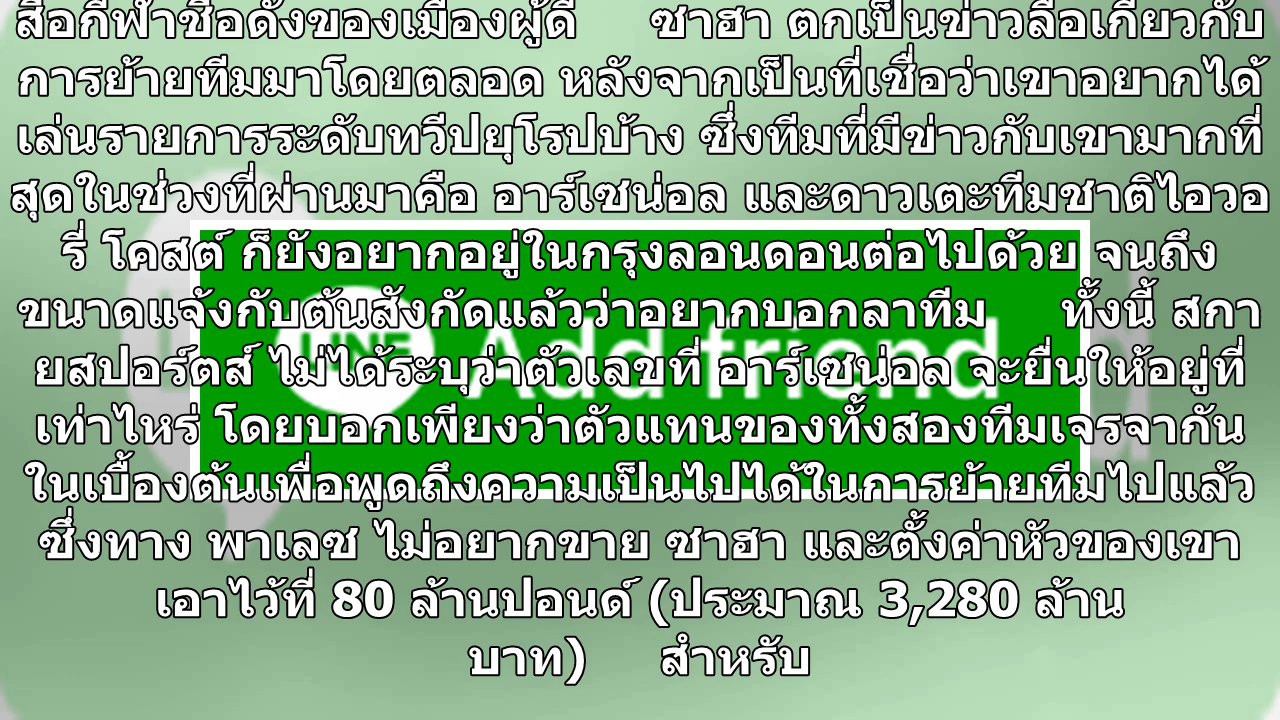 สื่อกีฬาชื่อดังของเมืองผู้ดี ซาฮา ตกเป็นข่าวลือเกี่ยวกับ
การย้ายทีมมาโดยตลอด หลังจากเป็นที่เชื่อว่าเขาอยากได้
เล่นรายการระดับทวีปยุโรปบ้าง ซึ่งทีมที่มีข่าวกับเขามากที่
สุดในช่วงที่ผ่านมาคือ อาร์เซน่อล และดาวเตะทีมชาติไอวอ
รี่ โคสต์ ก็ยังอยากอยู่ในกรุงลอนดอนต่อไปด้วย จนถึง
ขนาดแจ้งกับต้นสังกัดแล้วว่าอยากบอกลาทีม ทั้งนี้ สกา
ยสปอร์ตส์ ไม่ได้ระบุว่าตัวเลขที่ อาร์เซน่อล จะยื่นให้อยู่ที่
เท่าไหร่ โดยบอกเพียงว่าตัวแทนของทั้งสองทีมเจรจากัน
ในเบื้องต้นเพื่อพูดถึงความเป็นไปได้ในการย้ายทีมไปแล้ว
ซึ่งทาง พาเลซ ไม่อยากขาย ซาฮา และตั้งค่าหัวของเขา
เอาไว้ที่ 80 ล้านปอนด์ (ประมาณ 3,280 ล้าน
บาท) สำหรับ
LINE Add friend